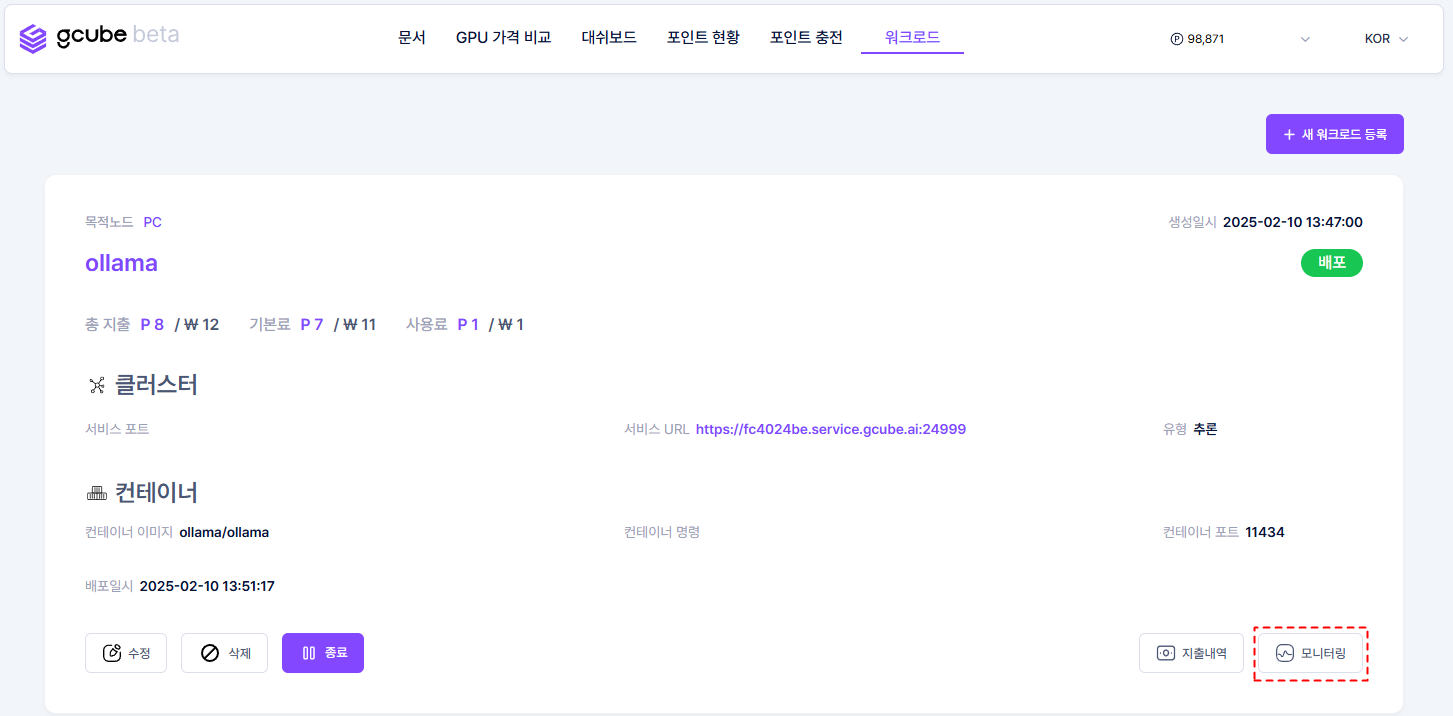 gcube beta
문서 GPU 가격 비교 대쉬보드 포인트 현황 포인트 충전 워크로드 Ⓟ 98,871 KOR
+ 새 워크로드 등록
목적노드 PC 생성일시 2025-02-10 13:47:00
ollama 배포
총 지출 P 8 / ₩ 12 기본료 P 7 / ₩ 11 사용료 P 1 / ₩ 1
클러스터
서비스 포트 서비스 URL https://fc4024be.service.gcube.ai:24999 유형 추론
컨테이너
컨테이너 이미지 ollama/ollama 컨테이너 명령 컨테이너 포트 11434
배포일시 2025-02-10 13:51:17
수정 삭제 종료 지출내역 모니터링